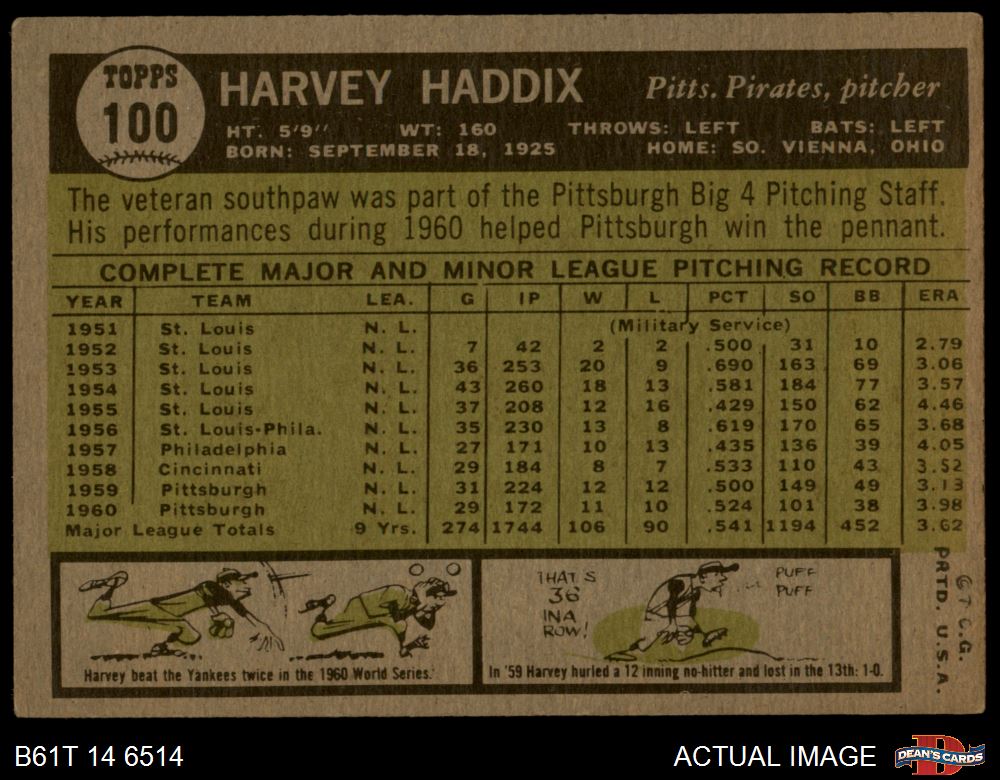 TOPPS
100
HARVEY HADDIX
Pitts. Pirates, pitcher
HT. 5'9" WT: 160 THROWS: LEFT BATS: LEFT
BORN: SEPTEMBER 18, 1925 HOME: SO. VIENNA, OHIO
The veteran southpaw was part of the Pittsburgh Big 4 Pitching Staff.
His performances during 1960 helped Pittsburgh win the pennant.
COMPLETE MAJOR AND MINOR LEAGUE PITCHING RECORD
YEAR TEAM LEA. G IP W L PCT SO BB ERA
1951 St. Louis N. L. (Military Service)
1952 St. Louis N. L. 7 42 2 2 .500 31 10 2.79
1953 St. Louis N. L. 36 253 20 9 .690 163 69 3.06
1954 St. Louis N. L. 43 260 18 13 .581 184 77 3.57
1955 St. Louis N. L. 37 208 12 16 .429 150 62 4.46
1956 St. Louis-Phila. N. L. 35 230 13 8 .619 170 65 3.68
1957 Philadelphia N. L. 27 171 10 13 .435 136 39 4.05
1958 Cincinnati N. L. 29 184 8 7 .533 110 43 3.52
1959 Pittsburgh N. L. 31 224 12 12 .500 149 49 3.13
1960 Pittsburgh N. L. 29 172 11 10 .524 101 38 3.98
Major League Totals 9 Yrs. 274 1744 106 90 .541 1194 452 3.62
THAT'S
36
IN A
ROW!
PUFF
PUFF
Harvey beat the Yankees twice in the 1960 World Series.
In '59 Harvey hurled a 12 inning no-hitter and lost in the 13th: 1-0.
T.C.G.
PRTD. U.S.A.
B61T 14 6514
ACTUAL IMAGE
DEAN'S CARDS